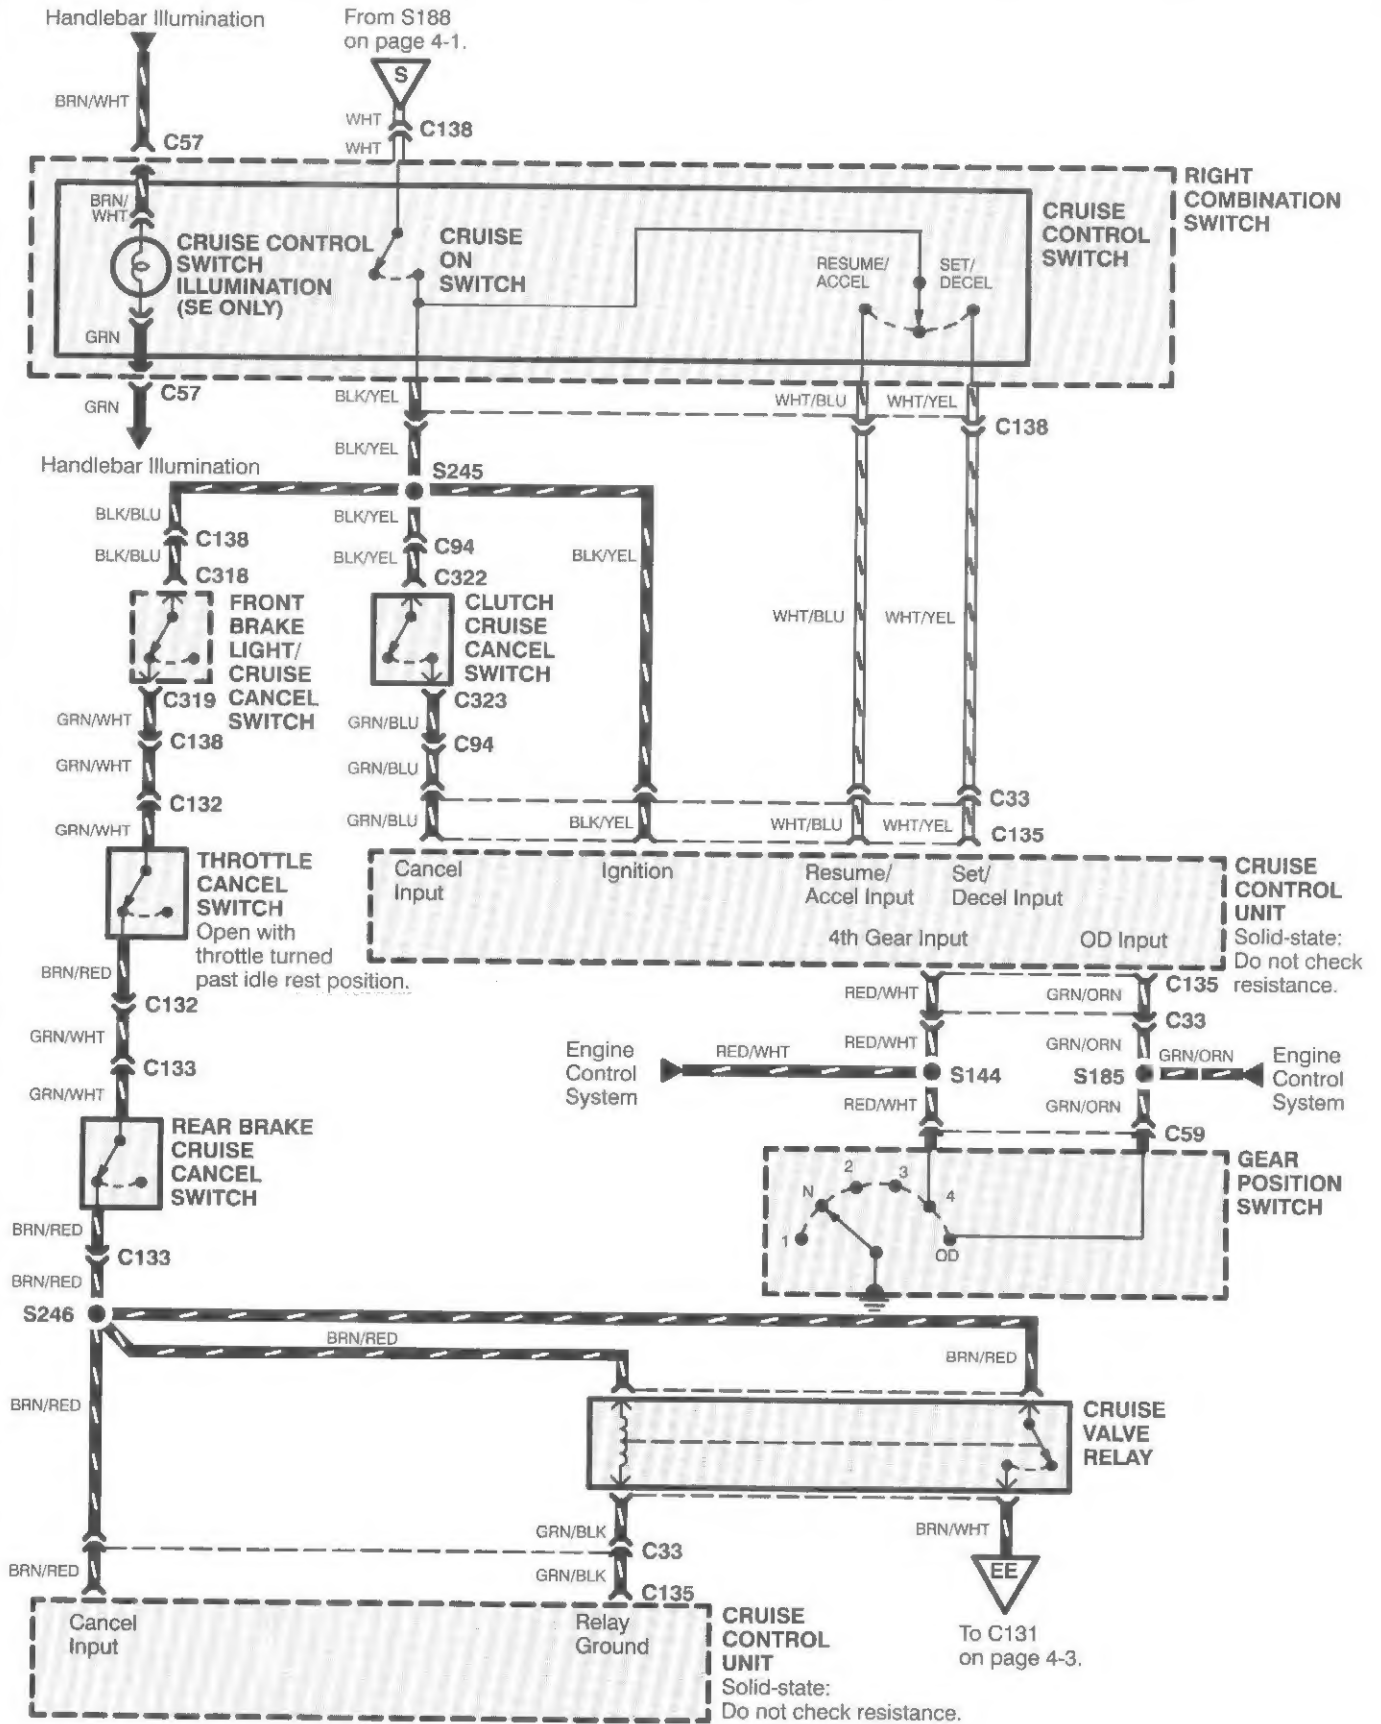 Handlebar Illumination
From S188
on page 4-1.
S
BRN/WHT
WHT
C138
WHT
C57
RIGHT
COMBINATION
SWITCH
BRN/
WHT
CRUISE CONTROL
SWITCH
ILLUMINATION
(SE ONLY)
CRUISE
ON
SWITCH
RESUME/
ACCEL
SET/
DECEL
CRUISE
CONTROL
SWITCH
GRN
C57
GRN
BLK/YEL
WHT/BLU
WHT/YEL
C138
Handlebar Illumination
BLK/YEL
S245
BLK/BLU
C138
BLK/BLU
C318
BLK/YEL
C94
BLK/YEL
C322
BLK/YEL
FRONT
BRAKE
LIGHT/
CRUISE
CANCEL
SWITCH
CLUTCH
CRUISE
CANCEL
SWITCH
WHT/BLU
WHT/YEL
C319
GRN/WHT
C138
GRN/WHT
C132
GRN/WHT
C323
GRN/BLU
C94
GRN/BLU
C33
GRN/BLU
BLK/YEL
WHT/BLU
WHT/YEL
C135
THROTTLE
CANCEL
SWITCH
Open with
throttle turned
past idle rest position.
Cancel
Input
Ignition
Resume/
Accel Input
Set/
Decel Input
4th Gear Input
OD Input
CRUISE
CONTROL
UNIT
Solid-state:
Do not check
resistance.
BRN/RED
C132
GRN/WHT
C133
GRN/WHT
RED/WHT
GRN/ORN
C135
C33
RED/WHT
GRN/ORN
Engine
Control
System
RED/WHT
S144
S185
GRN/ORN
Engine
Control
System
RED/WHT
GRN/ORN
C59
REAR BRAKE
CRUISE
CANCEL
SWITCH
GEAR
POSITION
SWITCH
1
N
2
3
4
OD
BRN/RED
C133
BRN/RED
S246
BRN/RED
BRN/RED
BRN/RED
CRUISE
VALVE
RELAY
GRN/BLK
C33
GRN/BLK
C135
BRN/WHT
EE
BRN/RED
Cancel
Input
Relay
Ground
CRUISE
CONTROL
UNIT
Solid-state:
Do not check resistance.
To C131
on page 4-3.